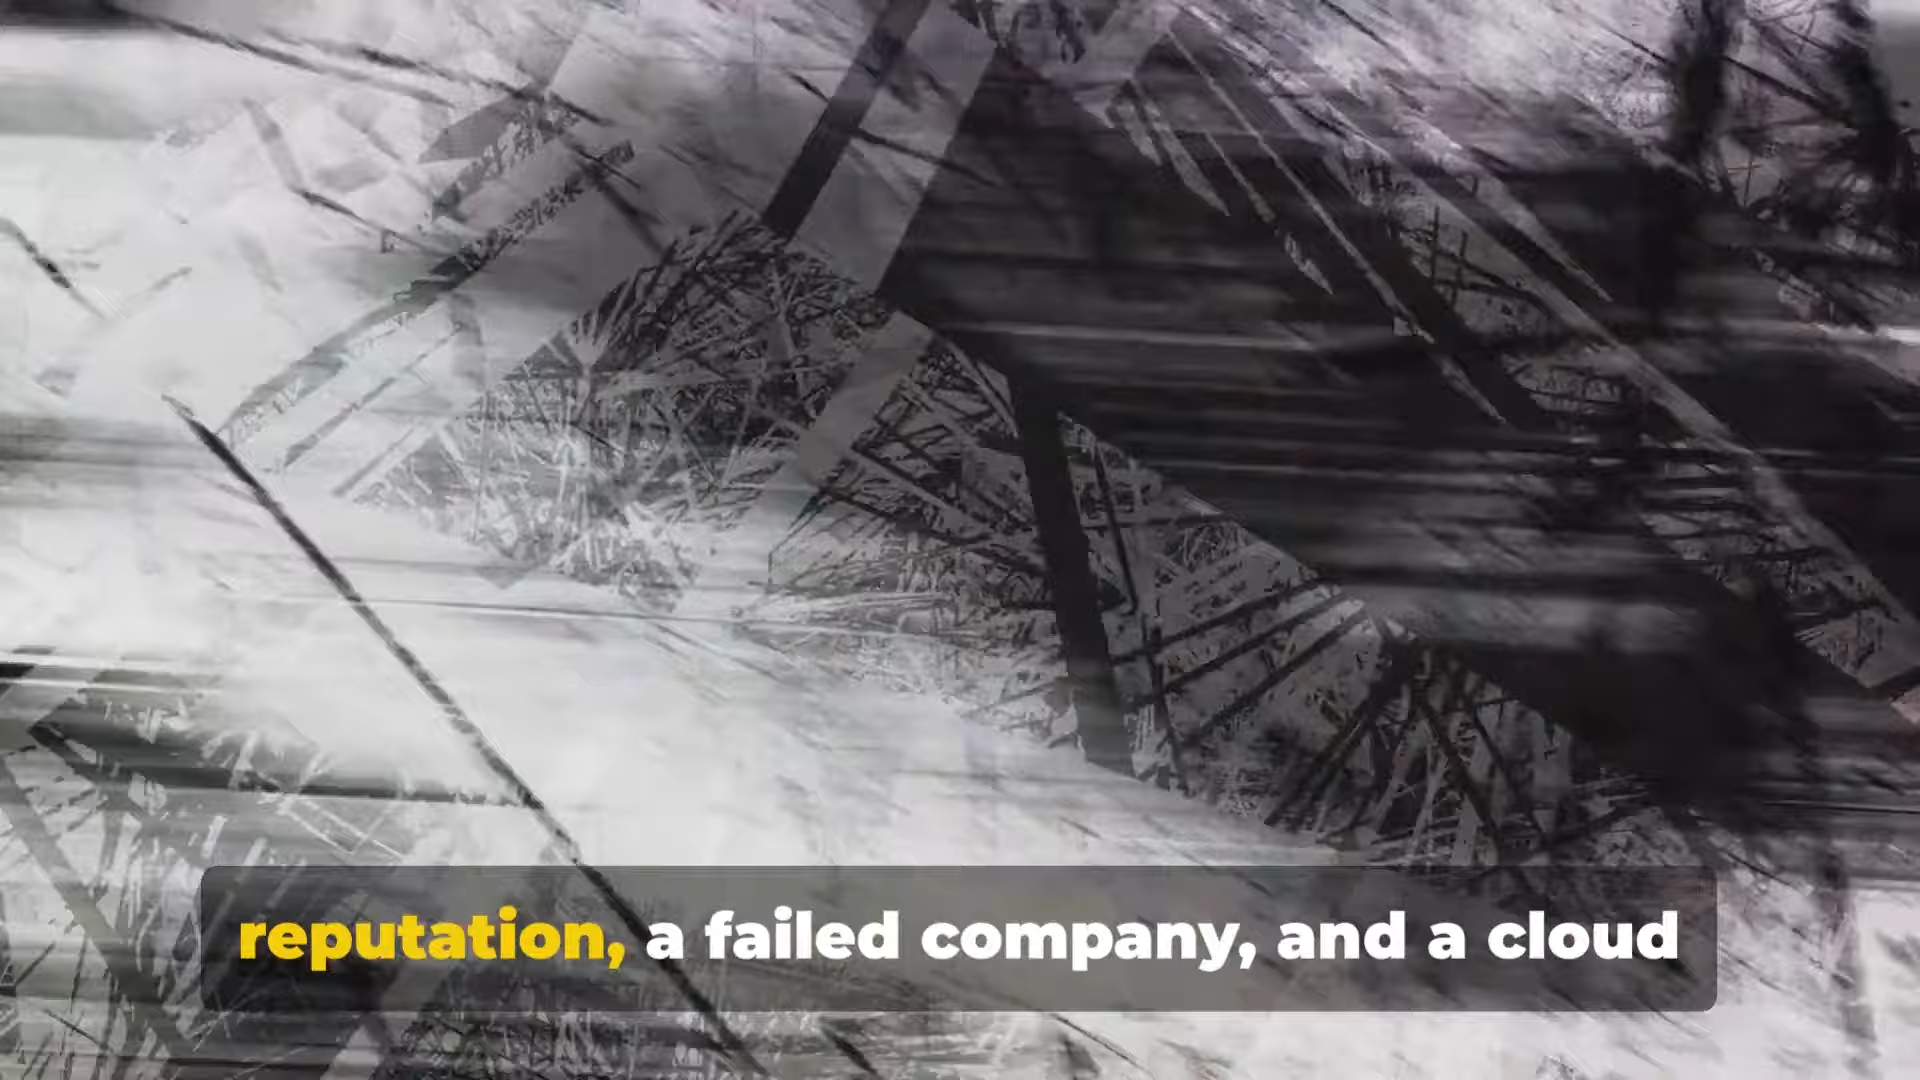 reputation, a failed company, and a cloud